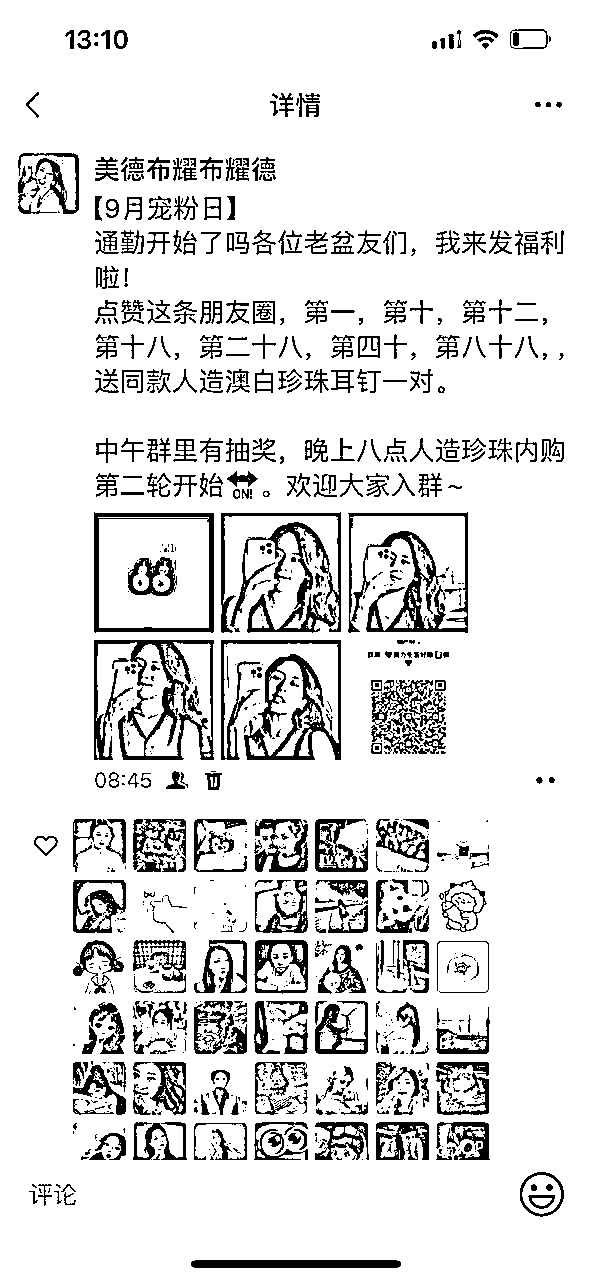 13:10
详情
美德布耀布耀德
【9月宠粉日】
通勤开始了吗各位老盆友们，我来发福利
啦！
点赞这条朋友圈，第一，第十，第十二，
第十八，第二十八，第四十，第八十八，，
送同款人造澳白珍珠耳钉一对。
中午群里有抽奖，晚上八点人造珍珠内购
第二轮开始ON!。欢迎大家入群~
08:45
评论